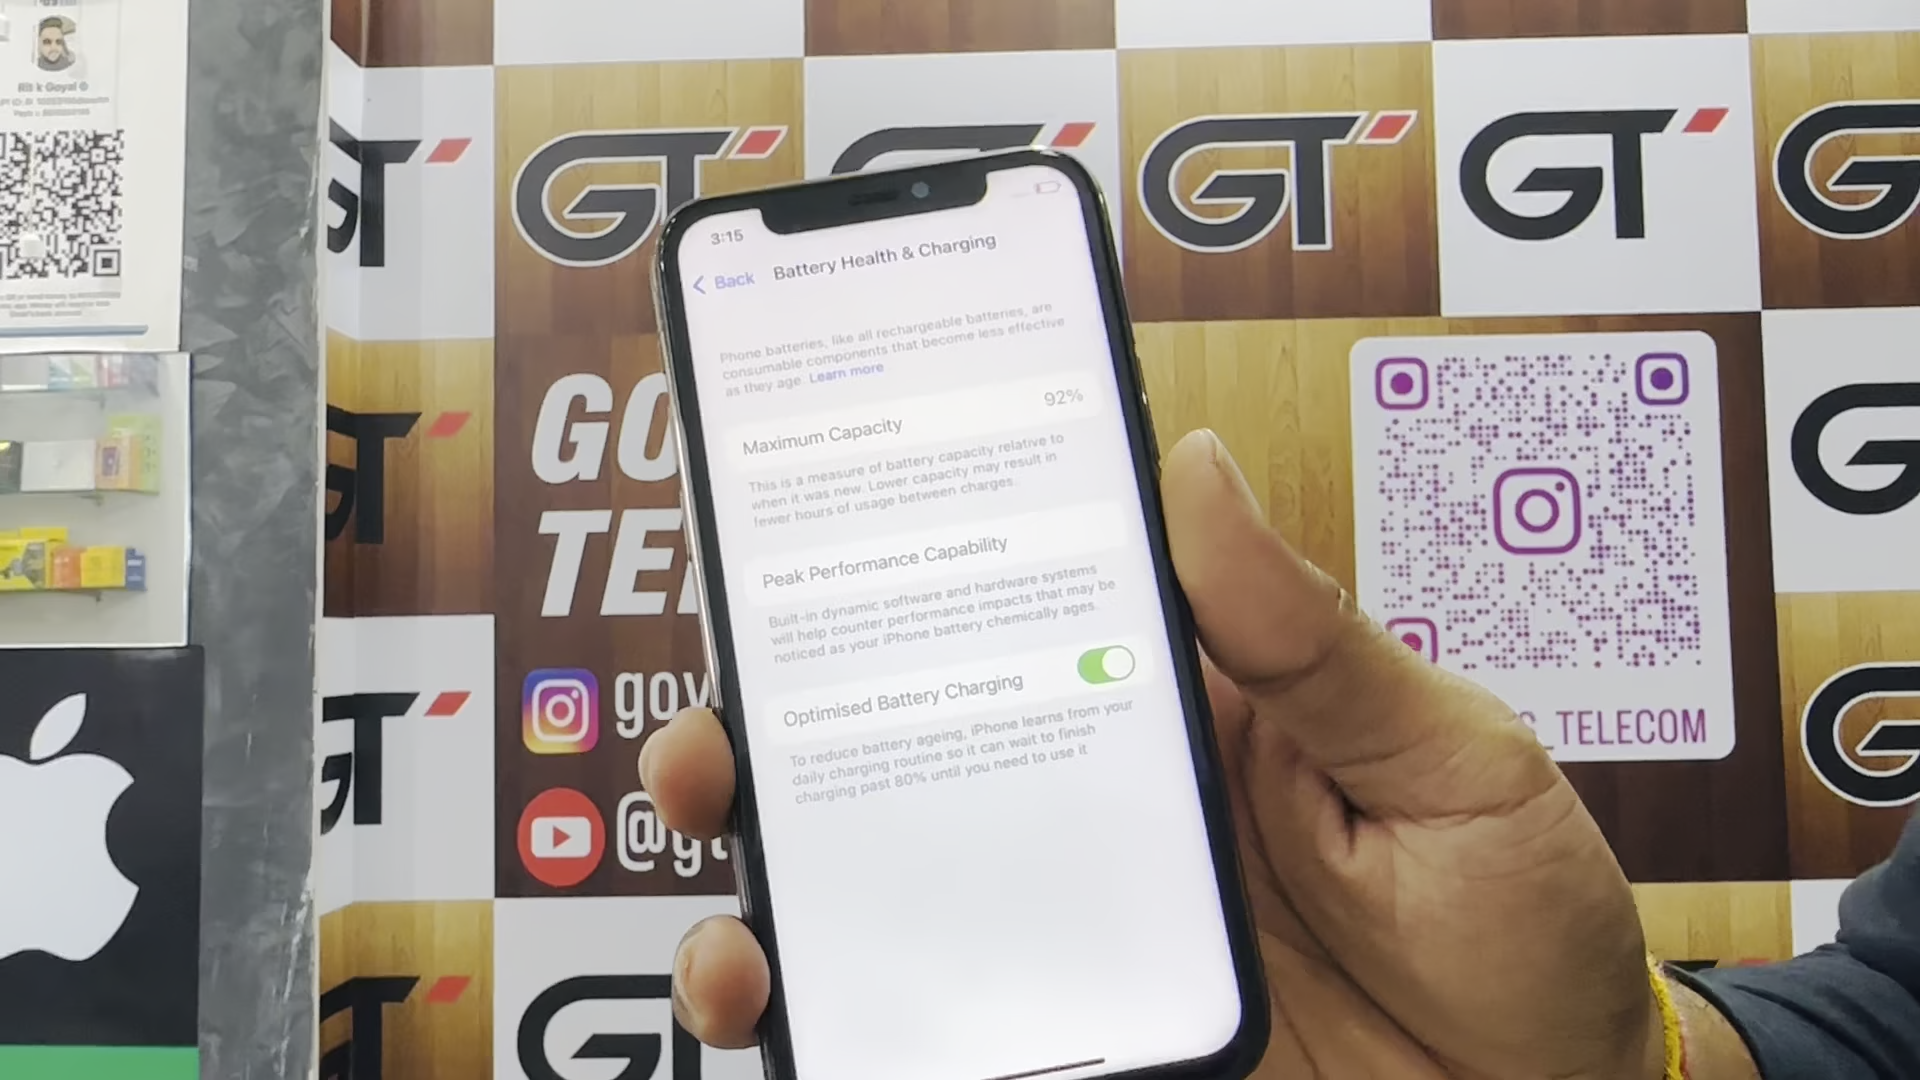 Rit k Goyal
GT
GT
GT
GT
GT
3:15
Back
Battery Health & Charging
Phone batteries, like all rechargeable batteries, are
consumable components that become less effective
as they age. Learn more
Maximum Capacity
92%
This is a measure of battery capacity relative to
when it was new. Lower capacity may result in
fewer hours of usage between charges.
Peak Performance Capability
Built-in dynamic software and hardware systems
will help counter performance impacts that may be
noticed as your iPhone battery chemically ages.
Optimised Battery Charging
To reduce battery ageing, iPhone learns from your
daily charging routine so it can wait to finish
charging past 80% until you need to use it
GO
TE
gov
@gt
_TELECOM
GT